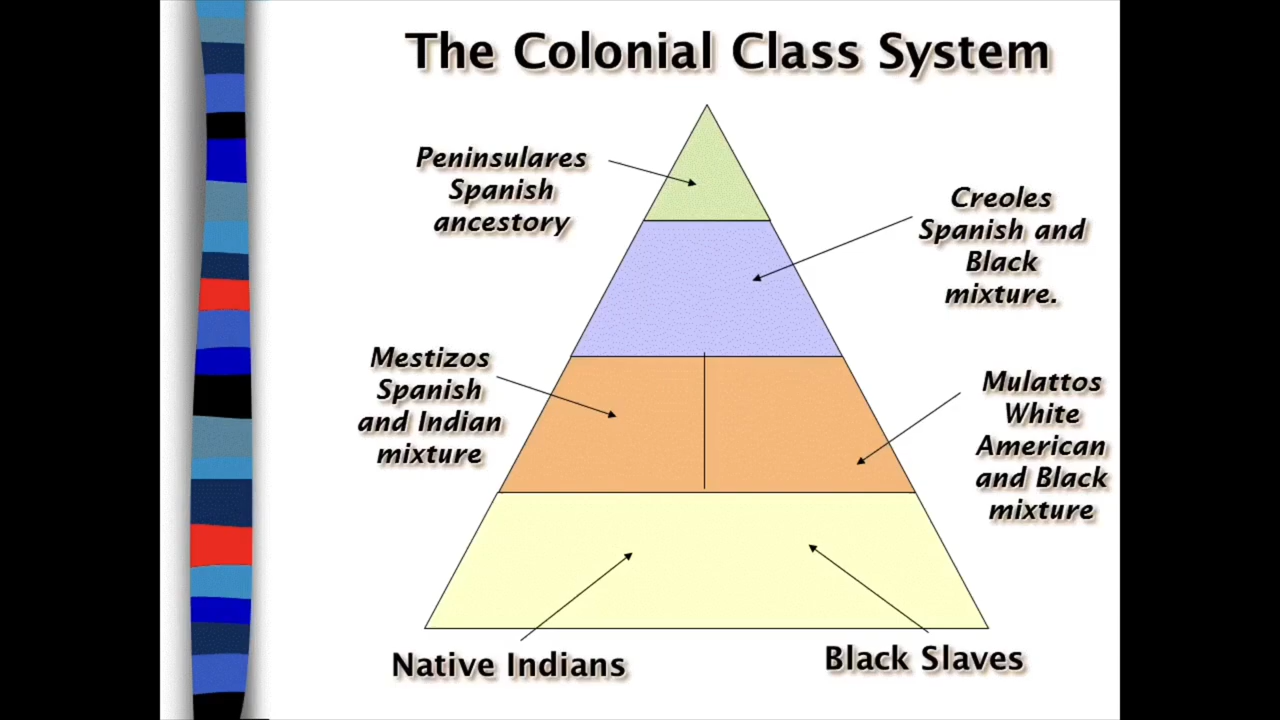 The Colonial Class System
Peninsulares
Spanish
ancestory
Creoles
Spanish and
Black
mixture.
Mestizos
Spanish
and Indian
mixture
Mulattos
White
American
and Black
mixture
Native Indians
Black Slaves